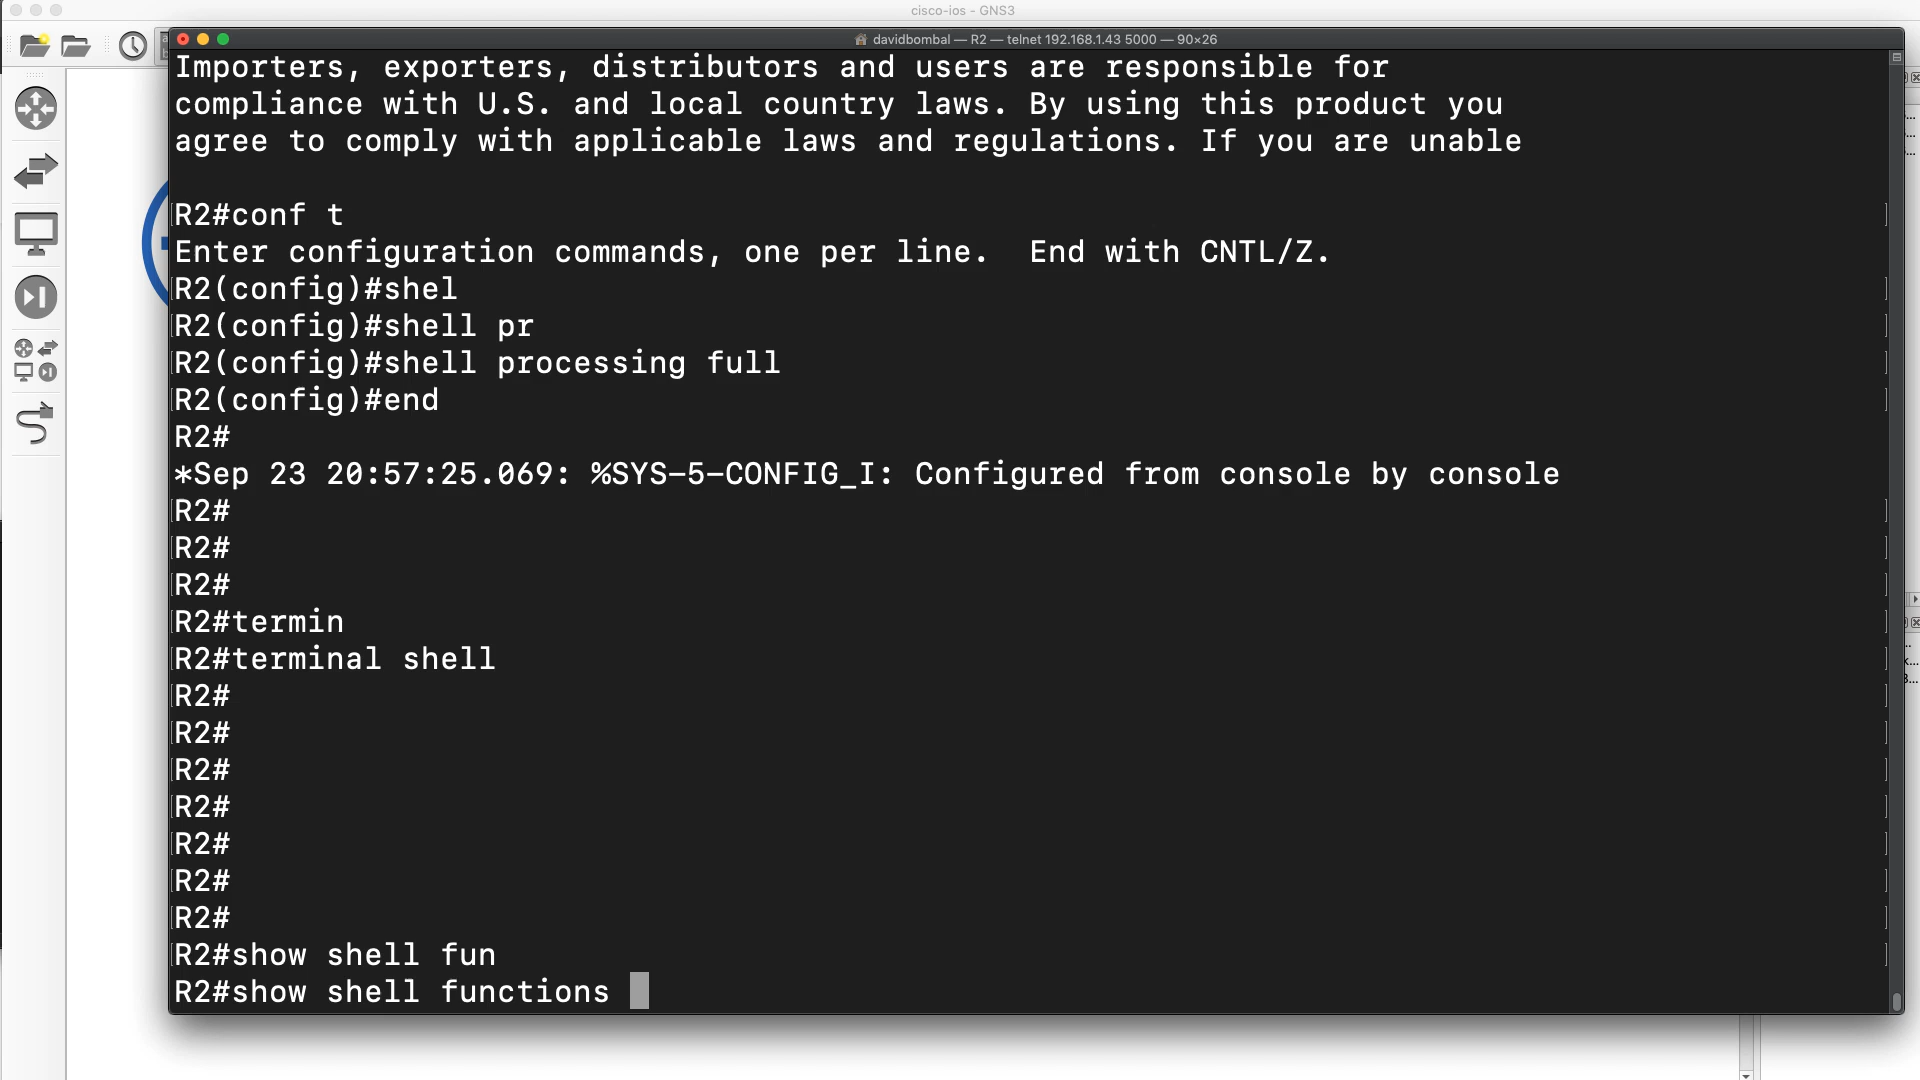 cisco-ios - GNS3
davidbombal — R2 — telnet 192.168.1.43 5000 — 90×26
Importers, exporters, distributors and users are responsible for
compliance with U.S. and local country laws. By using this product you
agree to comply with applicable laws and regulations. If you are unable
R2#conf t
Enter configuration commands, one per line.  End with CNTL/Z.
R2(config)#shel
R2(config)#shell pr
R2(config)#shell processing full
R2(config)#end
R2#
*Sep 23 20:57:25.069: %SYS-5-CONFIG_I: Configured from console by console
R2#
R2#
R2#
R2#termin
R2#terminal shell
R2#
R2#
R2#
R2#
R2#
R2#
R2#
R2#show shell fun
R2#show shell functions